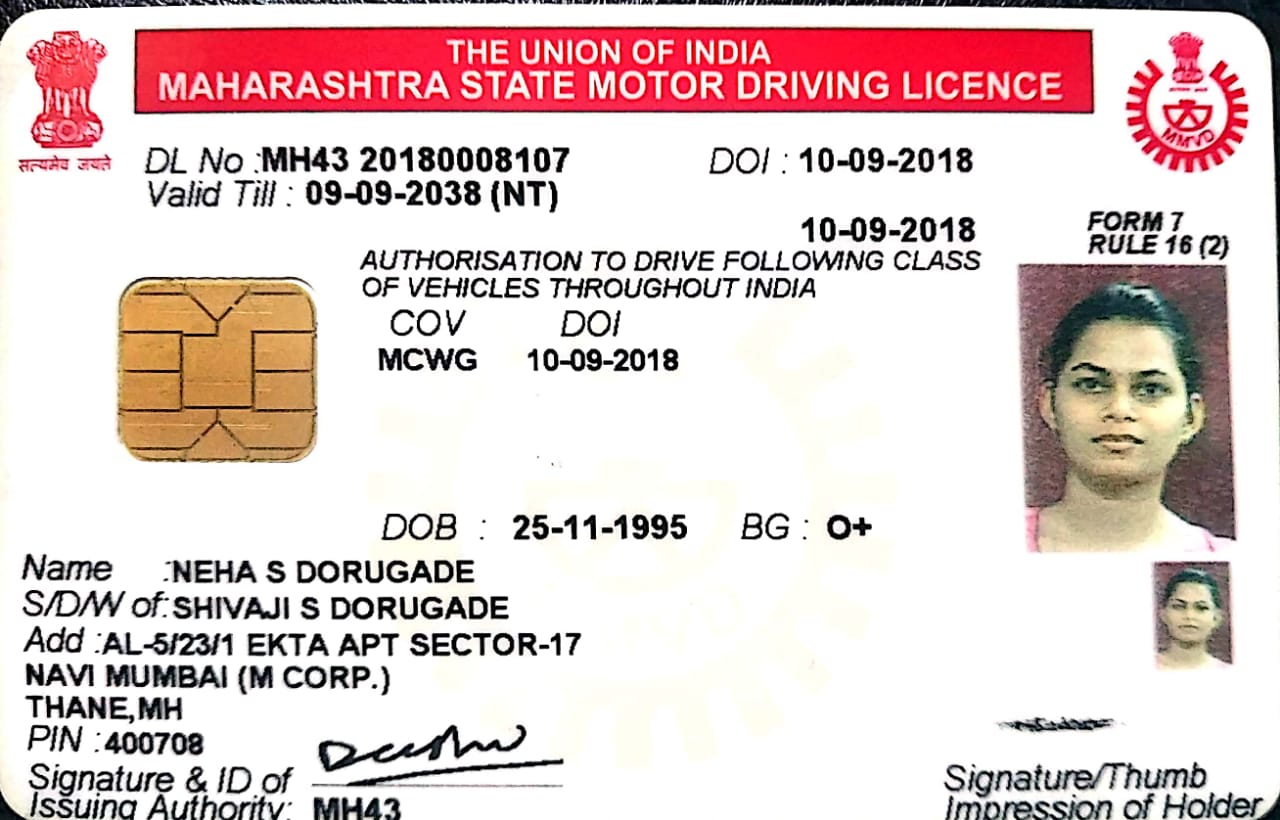 THE UNION OF INDIA
MAHARASHTRA STATE MOTOR DRIVING LICENCE
सत्यमेव जयते
MMVD
DL No :MH43 20180008107 DOI : 10-09-2018
Valid Till : 09-09-2038 (NT)
10-09-2018
FORM 7
RULE 16 (2)
AUTHORISATION TO DRIVE FOLLOWING CLASS
OF VEHICLES THROUGHOUT INDIA
COV DOI
MCWG 10-09-2018
DOB : 25-11-1995 BG : O+
Name :NEHA S DORUGADE
S/D/W of:SHIVAJI S DORUGADE
Add :AL-5/23/1 EKTA APT SECTOR-17
NAVI MUMBAI (M CORP.)
THANE,MH
PIN :400708
Signature & ID of
Issuing Authority: MH43
Signature/Thumb
Impression of Holder